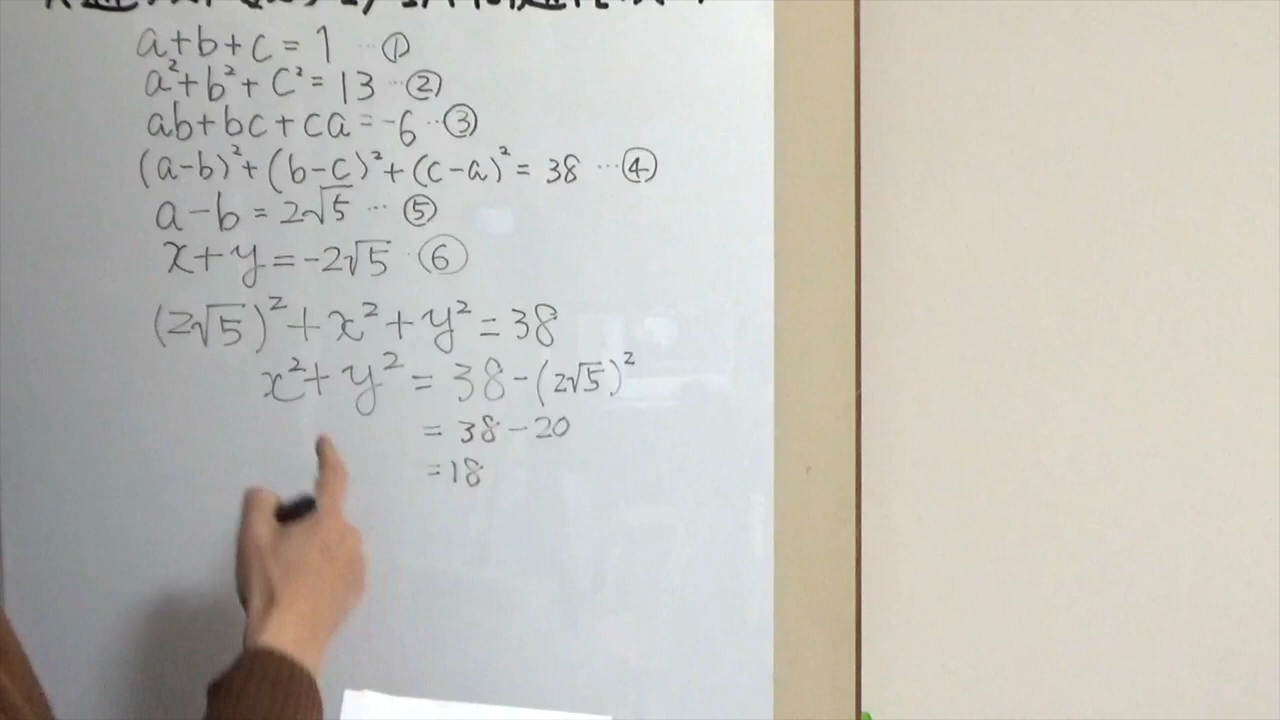 a+b+c=1 … ①
a²+b²+c²=13 … ②
ab+bc+ca=-6 … ③
(a-b)²+(b-c)²+(c-a)²=38 … ④
a-b=2√5 … ⑤
x+y=-2√5 ⑥
(2√5)²+x²+y²=38
x²+y²=38-(2√5)²
=38-20
=18